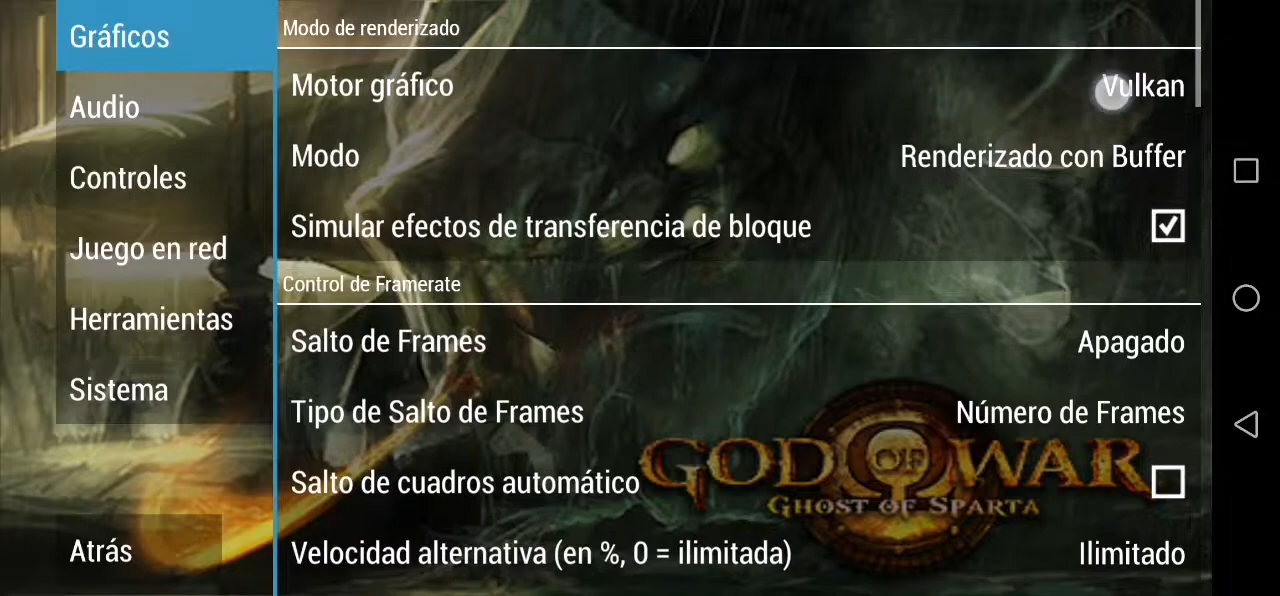 Gráficos
Audio
Controles
Juego en red
Herramientas
Sistema
Atrás
Modo de renderizado
Motor gráfico Vulkan
Modo Renderizado con Buffer
Simular efectos de transferencia de bloque
Control de Framerate
Salto de Frames Apagado
Tipo de Salto de Frames Número de Frames
Salto de cuadros automático
Velocidad alternativa (en %, 0 = ilimitada) Ilimitado
GOD OF WAR
GHOST OF SPARTA